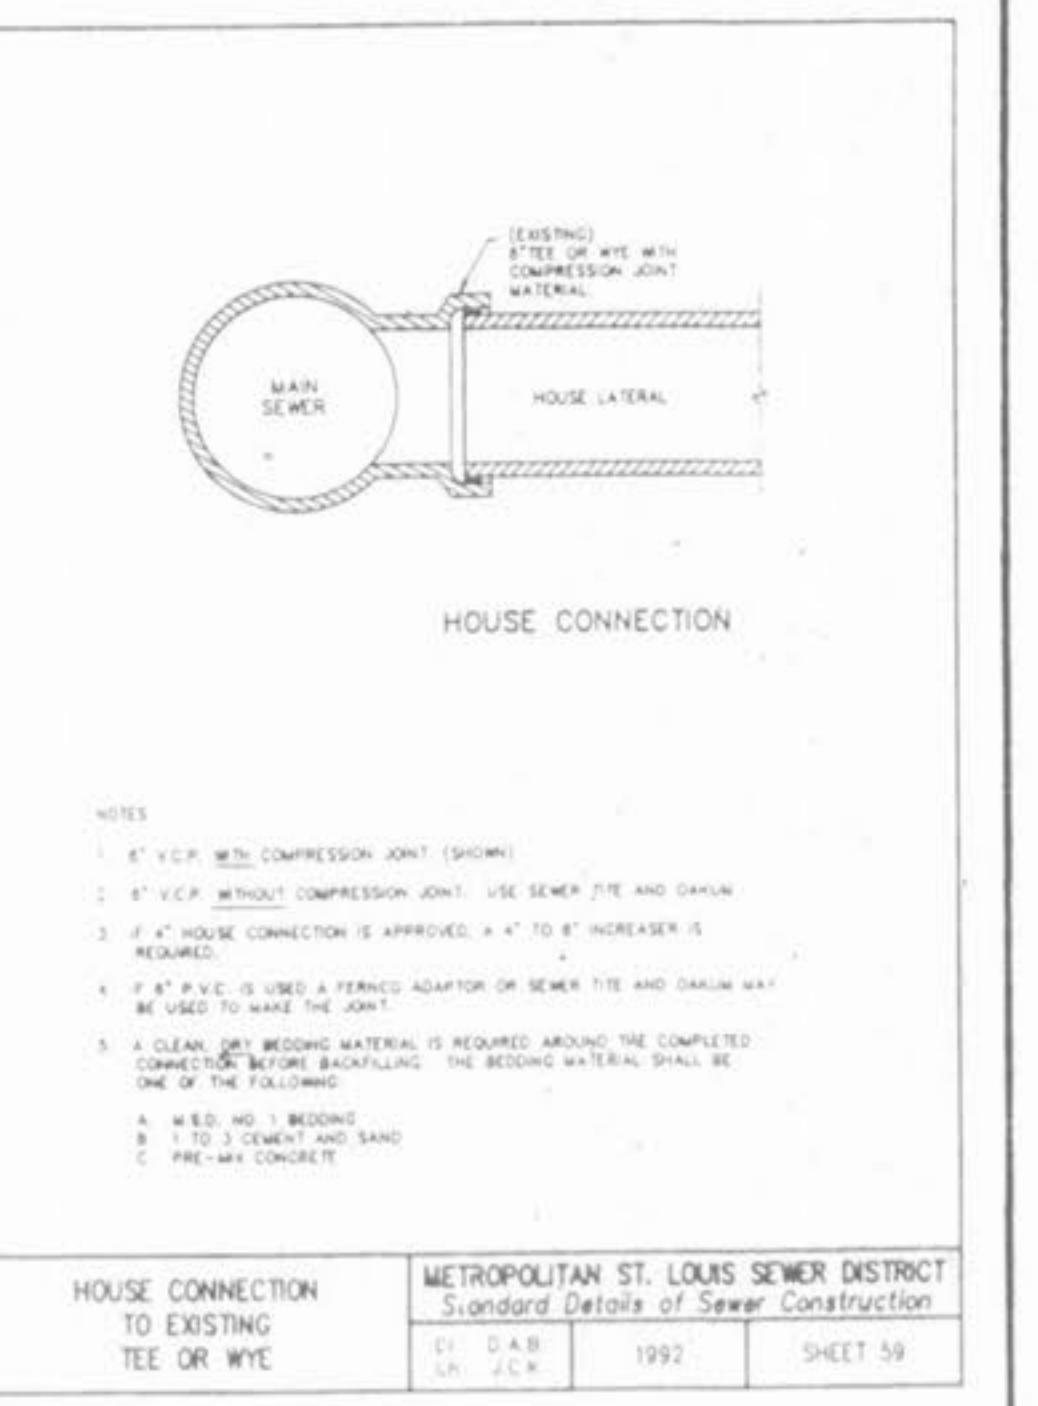 (EXISTING)
6" TEE OR WYE WITH
COMPRESSION JOINT
MATERIAL.
MAIN
SEWER
HOUSE LATERAL
HOUSE CONNECTION
NOTES
1 6" V.C.P. WITH COMPRESSION JOINT. (SHOWN)
2 6" V.C.P. WITHOUT COMPRESSION JOINT. USE SEWER TITE AND OAKUM
3 IF 4" HOUSE CONNECTION IS APPROVED, A 4" TO 6" INCREASER IS
REQUIRED.
4 IF 6" P.V.C. IS USED A FERNCO ADAPTOR OR SEWER TITE AND OAKUM MAY
BE USED TO MAKE THE JOINT.
5 A CLEAN, DRY BEDDING MATERIAL IS REQUIRED AROUND THE COMPLETED
CONNECTION BEFORE BACKFILLING. THE BEDDING MATERIAL SHALL BE
ONE OF THE FOLLOWING:
A M.S.D. NO. 1 BEDDING
B 1 TO 3 CEMENT AND SAND
C PRE-MIX CONCRETE
HOUSE CONNECTION
TO EXISTING
TEE OR WYE
METROPOLITAN ST. LOUIS SEWER DISTRICT
Standard Details of Sewer Construction
D.A.B.
J.C.K.
1992
SHEET 59